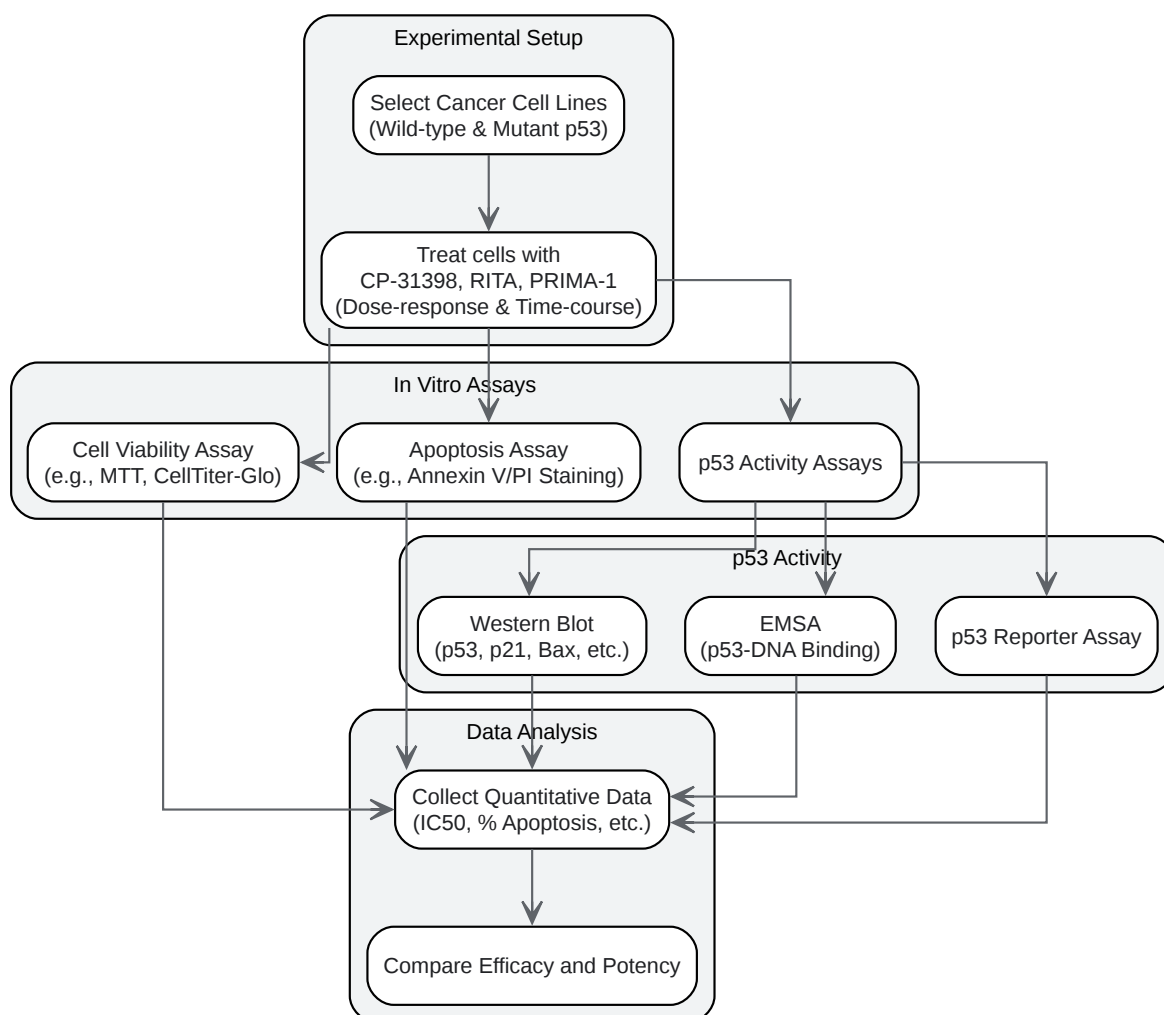 Experimental Setup
Select Cancer Cell Lines
(Wild-type & Mutant p53)
Treat cells with
CP-31398, RITA, PRIMA-1
(Dose-response & Time-course)
In Vitro Assays
Cell Viability Assay
(e.g., MTT, CellTiter-Glo)
Apoptosis Assay
(e.g., Annexin V/PI Staining)
p53 Activity Assays
p53 Activity
Western Blot
(p53, p21, Bax, etc.)
EMSA
(p53-DNA Binding)
p53 Reporter Assay
Data Analysis
Collect Quantitative Data
(IC50, % Apoptosis, etc.)
Compare Efficacy and Potency